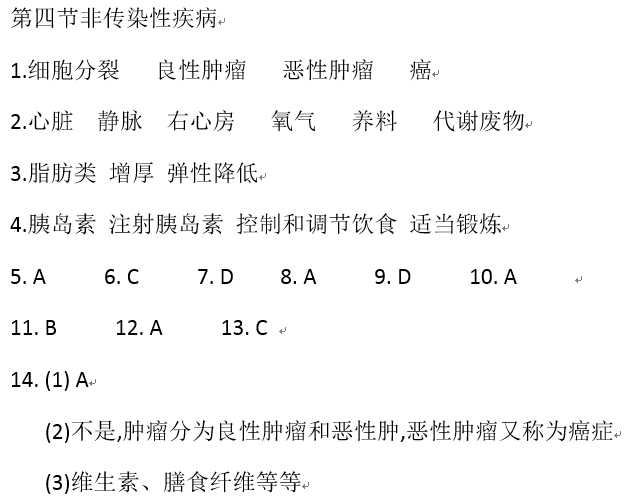 第四节非传染性疾病
1.细胞分裂 良性肿瘤 恶性肿瘤 癌
2.心脏 静脉 右心房 氧气 养料 代谢废物
3.脂肪类 增厚 弹性降低
4.胰岛素 注射胰岛素 控制和调节饮食 适当锻炼
5. A 6. C 7. D 8. A 9. D 10. A
11. B 12. A 13. C
14. (1) A
(2)不是,肿瘤分为良性肿瘤和恶性肿,恶性肿瘤又称为癌症
(3)维生素、膳食纤维等等